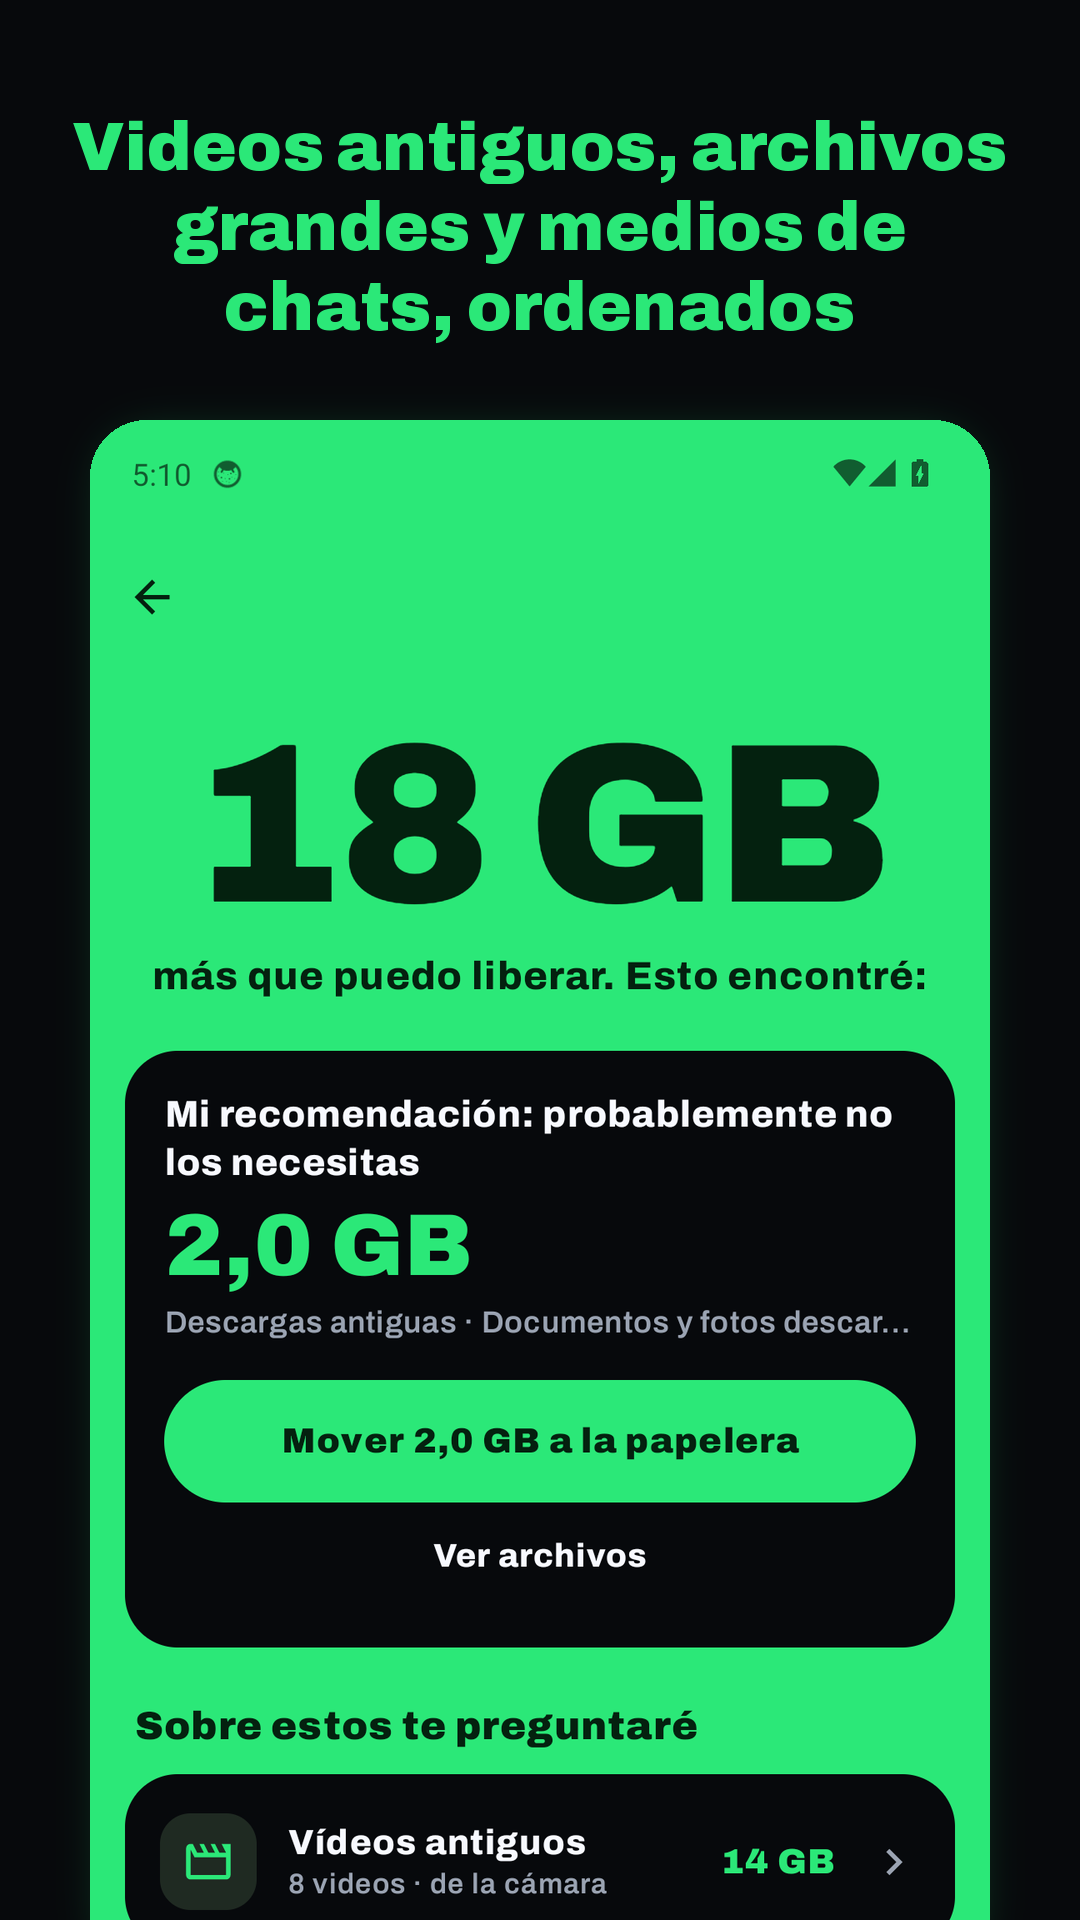 Videos antiguos, archivos
grandes y medios de
chats, ordenados
5:10
18 GB
más que puedo liberar. Esto encontré:
Mi recomendación: probablemente no
los necesitas
2,0 GB
Descargas antiguas · Documentos y fotos descar...
Mover 2,0 GB a la papelera
Ver archivos
Sobre estos te preguntaré
Vídeos antiguos
14 GB
8 videos · de la cámara